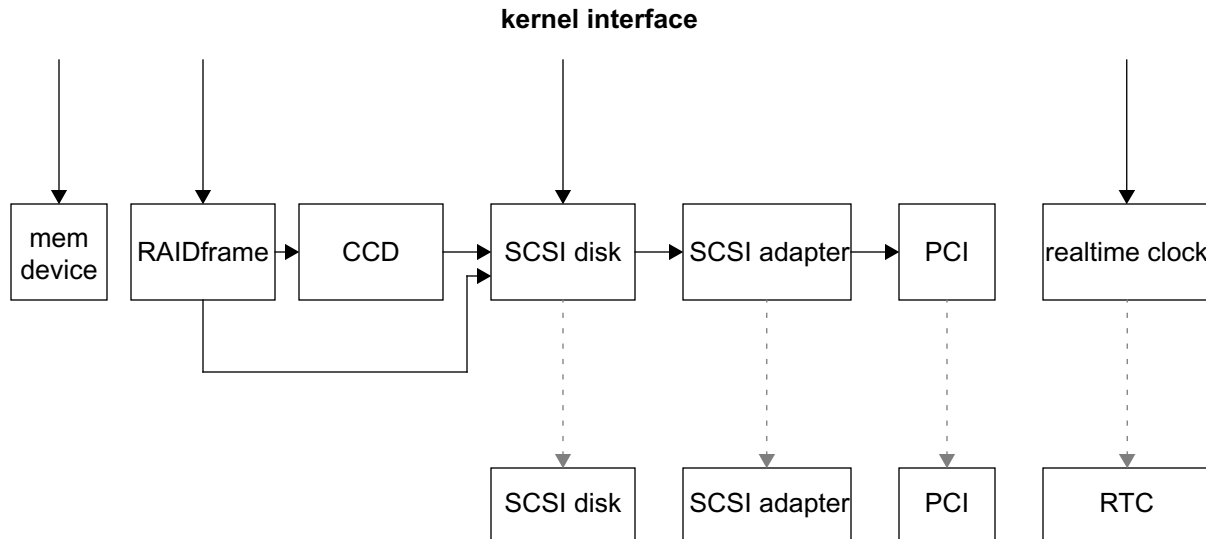 kernel interface
mem
device
RAIDframe
CCD
SCSI disk
SCSI adapter
PCI
realtime clock
SCSI disk
SCSI adapter
PCI
RTC